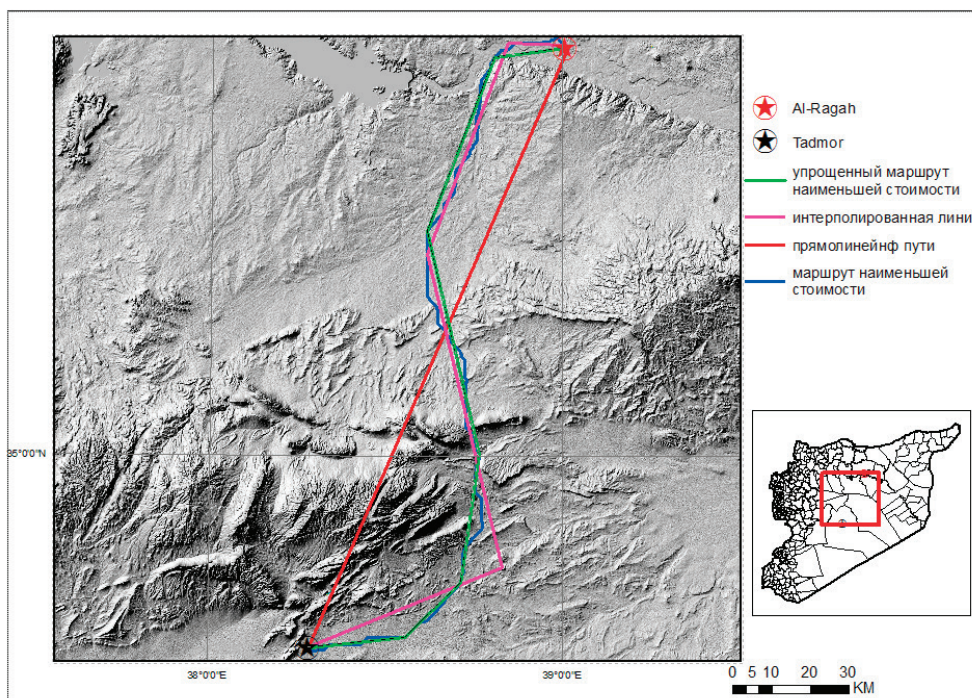 Al-Ragah
Tadmor
упрощенный маршрут
наименьшей стоимости
интерполированная лини
прямолинейнф пути
маршрут наименьшей
стоимости
35°0'0"N
38°0'0"E
39°0'0"E
0 5 10 20 30
KM